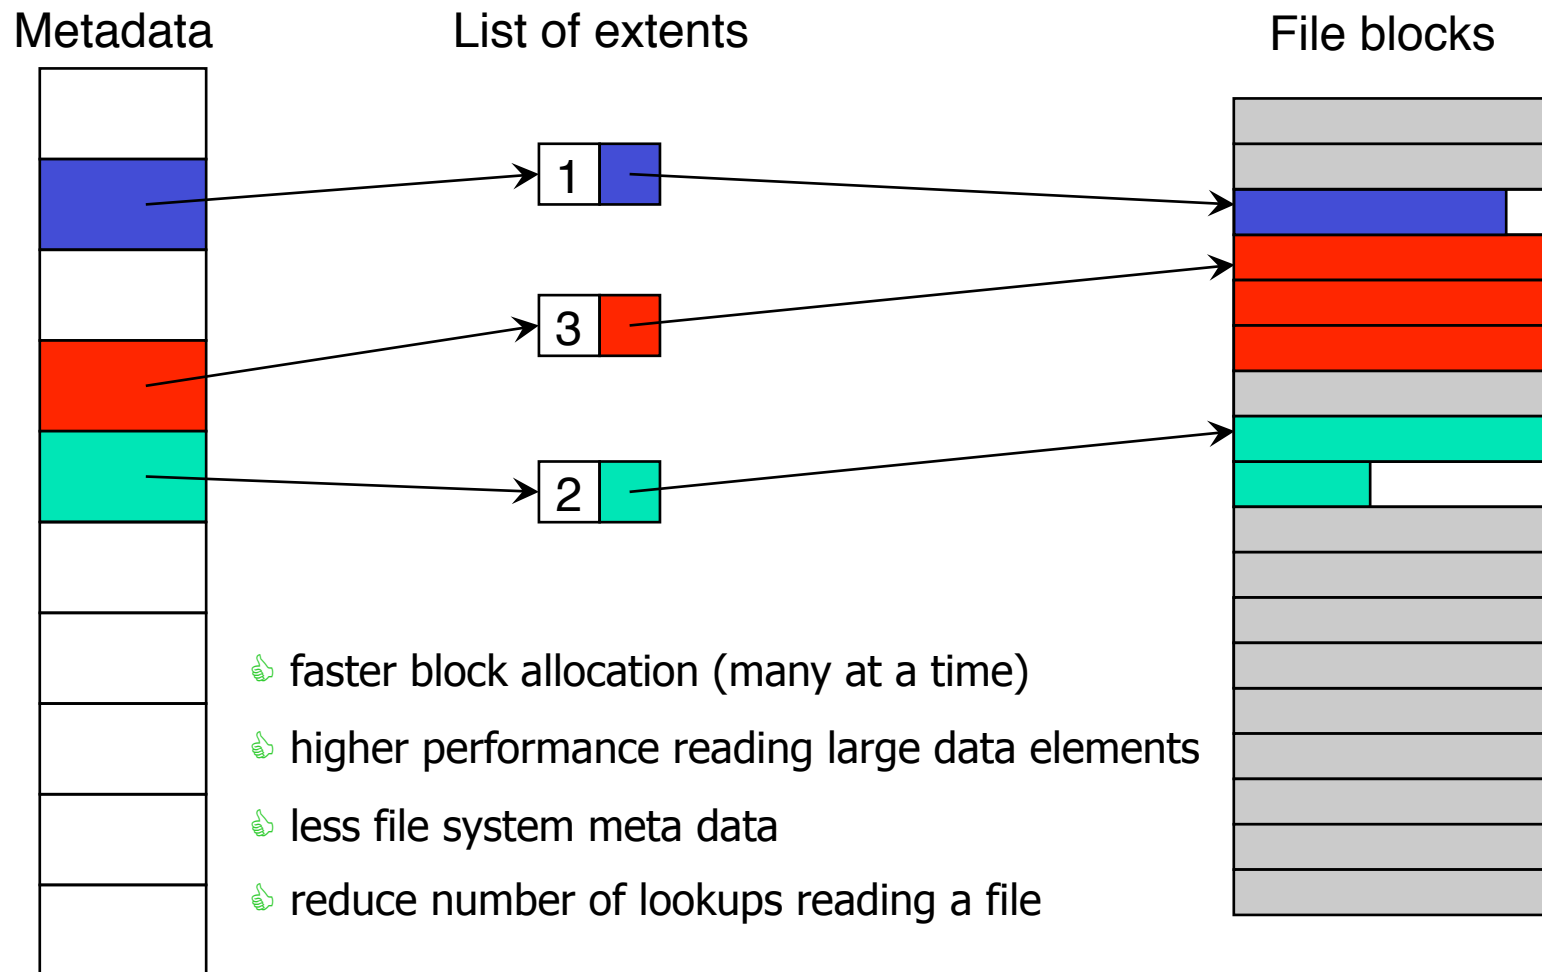 Metadata
List of extents
File blocks
1
3
2
faster block allocation (many at a time)
higher performance reading large data elements
less file system meta data
reduce number of lookups reading a file